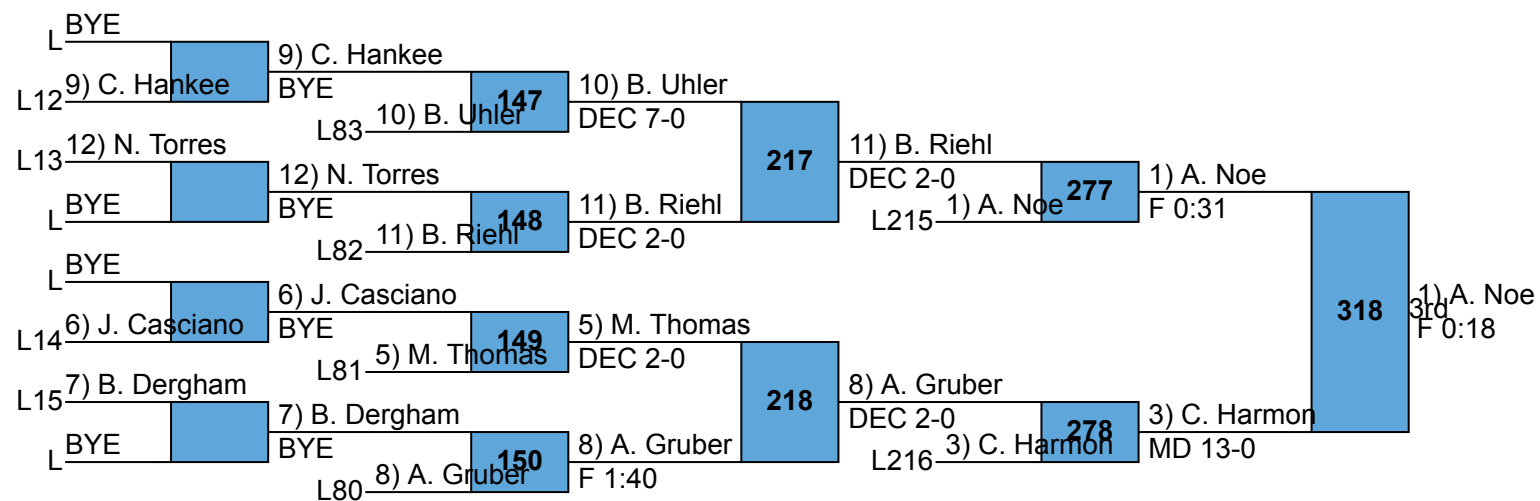 L BYE
L12 9) C. Hankee
9) C. Hankee
BYE
L83 10) B. Uhler
147
10) B. Uhler
DEC 7-0
L13 12) N. Torres
L BYE
12) N. Torres
BYE
L82 11) B. Riehl
148
11) B. Riehl
DEC 2-0
217
11) B. Riehl
DEC 2-0
L215 1) A. Noe
277
1) A. Noe
F 0:31
L BYE
L14 6) J. Casciano
6) J. Casciano
BYE
L81 5) M. Thomas
149
5) M. Thomas
DEC 2-0
L15 7) B. Dergham
L BYE
7) B. Dergham
BYE
L80 8) A. Gruber
150
8) A. Gruber
F 1:40
218
8) A. Gruber
DEC 2-0
L216 3) C. Harmon
278
3) C. Harmon
MD 13-0
318
1) A. Noe
3rd
F 0:18